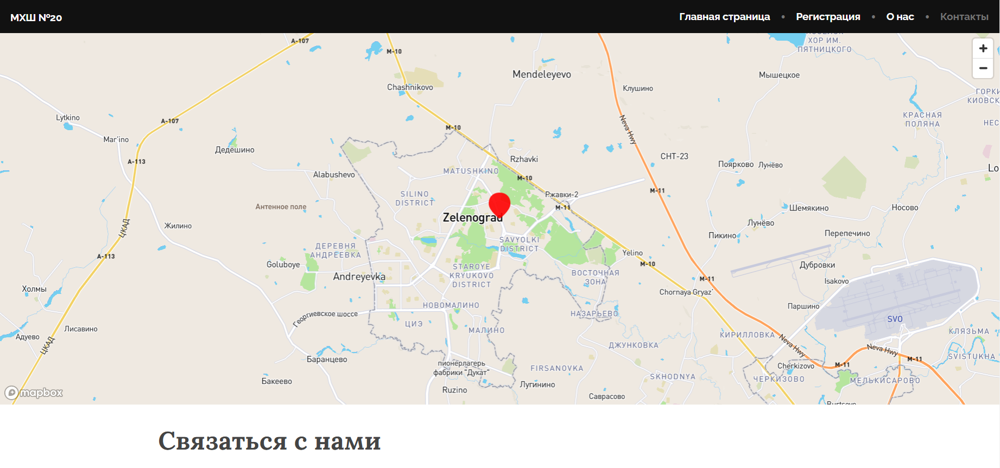 МХШ №20
Главная страница • Регистрация • О нас • Контакты
A-107
M-10
ХОР ИМ.
ПЯТНИЦКОГО
Mendeleyevo
Мышецкое
Chashnikovo
Клушино
ГОРКИ
КИОВСК
Lytkino
A-107
КРАСНАЯ
ПОЛЯНА
НЕС
Neva Hwy
M-10
Mar'ino
Дедёшино
A-113
Rzhavki
СНТ-23
Поярково
Лунёво
Lo
Alabushevo
MATUSHKINO
M-10
SILINO
DISTRICT
Ржавки-2
M-11
Антенное поле
M-11
Шемякино
Носово
Zelenograd
ЦКАД
Жилино
Лунёво
Пикино
Перепечино
SAVYOLKI
DISTRICT
ДЕРЕВНЯ
АНДРЕЕВКА
A-113
Yelino
Goluboye
M-10
Дубровки
STAROYE
KRYUKOVO
DISTRICT
Andreyevka
ВОСТОЧНАЯ
ЗОНА
M-11
Isakovo
Холмы
Chornaya Gryaz'
НОВОМАЛИНО
Паршино
Георгиевское шоссе
НАЗАРЬЕВО
SVO
ЦИЭ
Лисавино
МАЛИНО
КЛЯЗЬМА
Адуево
КИРИЛЛОВКА
ЦКАД
ДЖУНКОВКА
Neva Hwy
Neva Hwy
SVISTUKHA
Баранцево
M-11
пионерлагерь
фабрики "Дукат"
FIRSANOVKA
M-11
Cherkizovo
SKHODNYA
ЧЕРКИЗОВО
МЕЛЬКИСАРОВО
Бакеево
Лугинино
Ruzino
Саврасово
mapbox
Связаться с нами